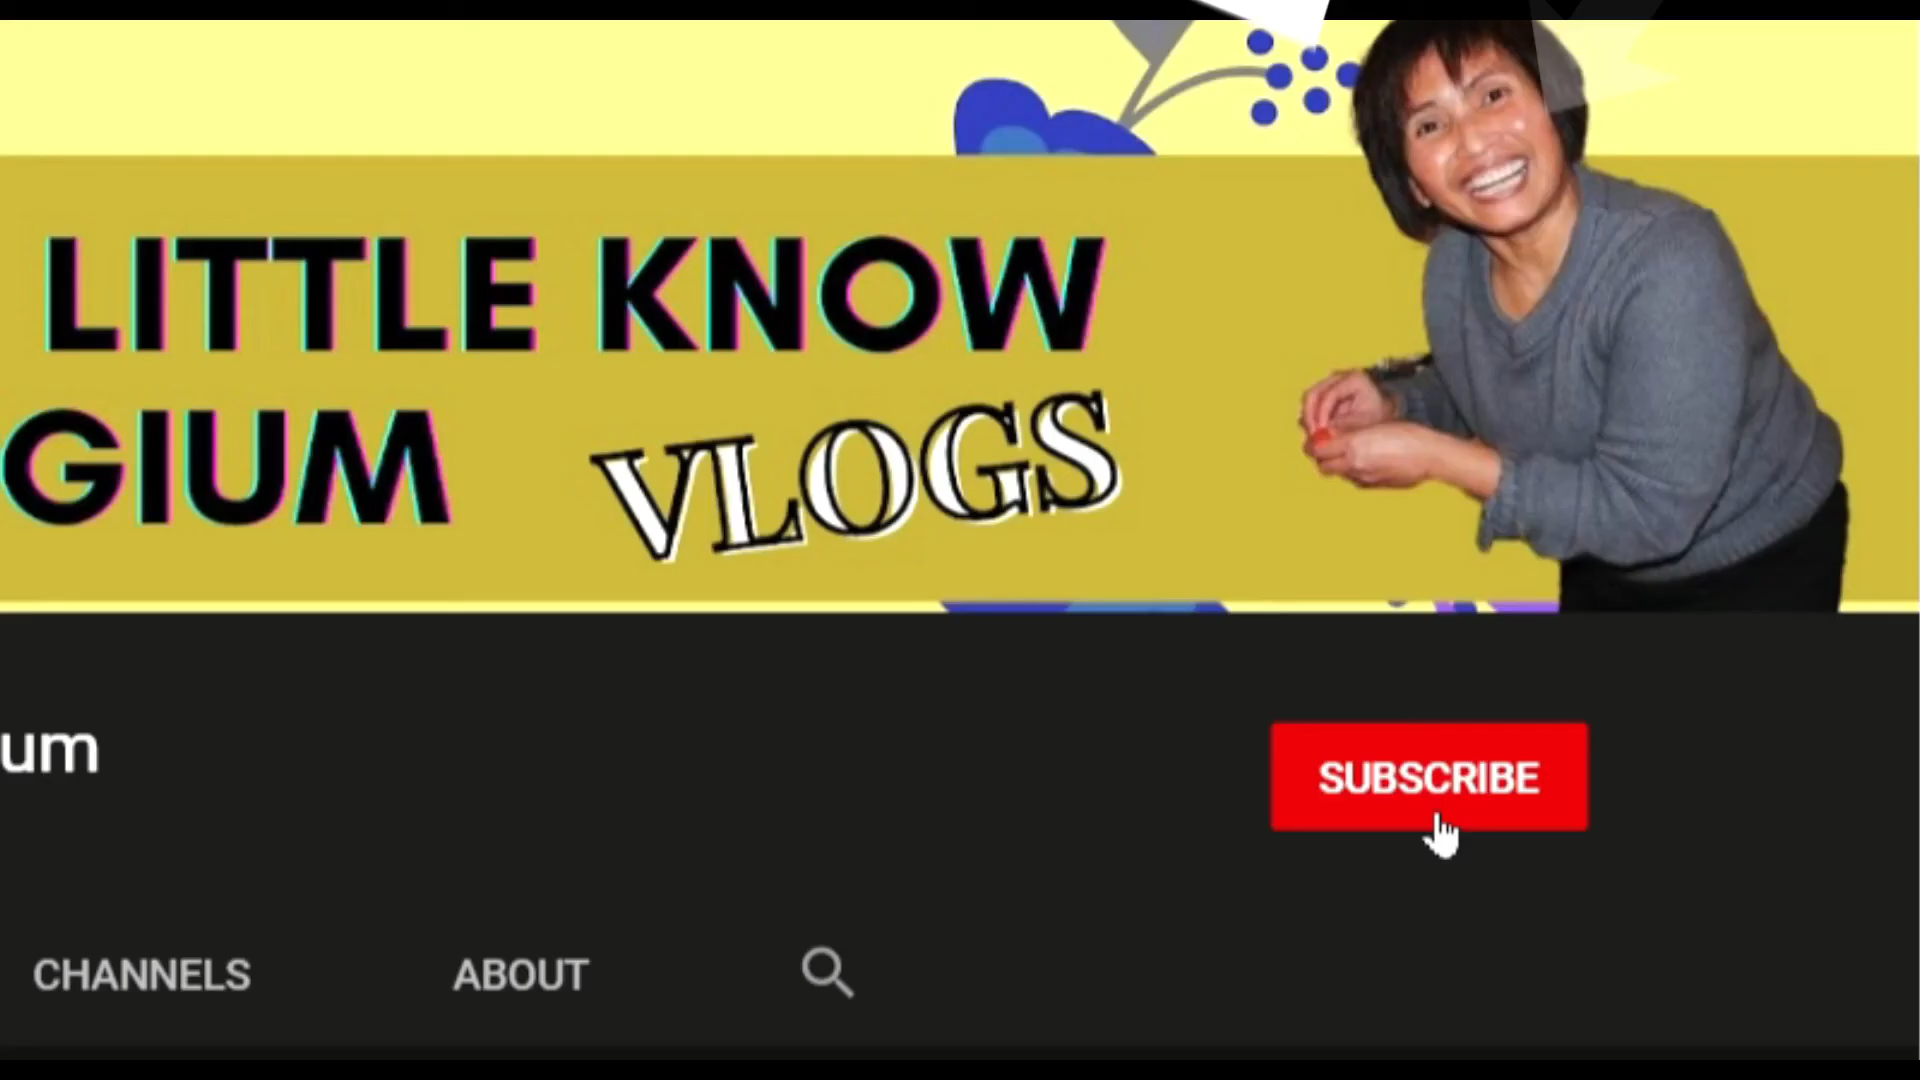 LITTLE KNOW
GIUM
VLOGS
um
SUBSCRIBE
CHANNELS
ABOUT